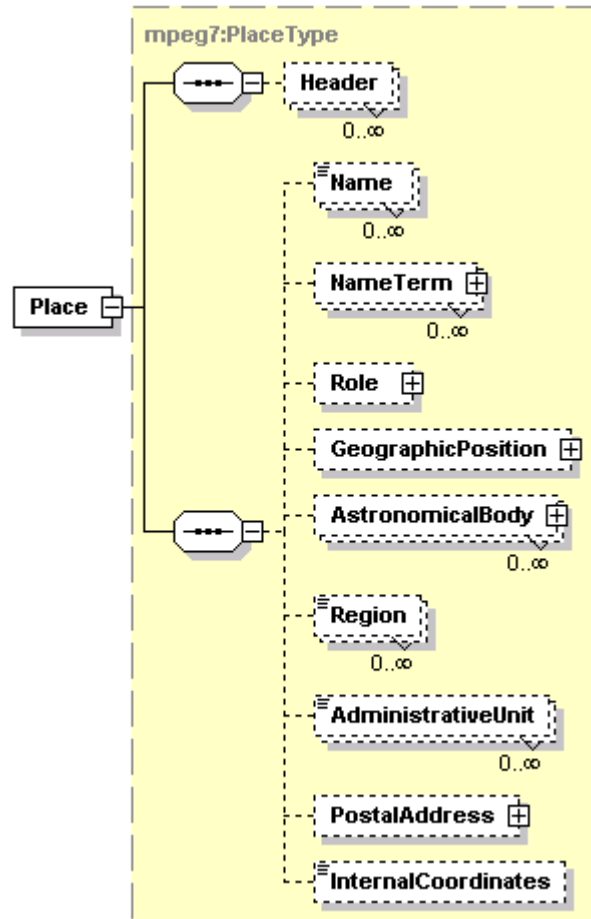 mpeg7:PlaceType
Header
0..∞
Name
0..∞
NameTerm
0..∞
Place
Role
GeographicPosition
AstronomicalBody
0..∞
Region
0..∞
AdministrativeUnit
0..∞
PostalAddress
InternalCoordinates